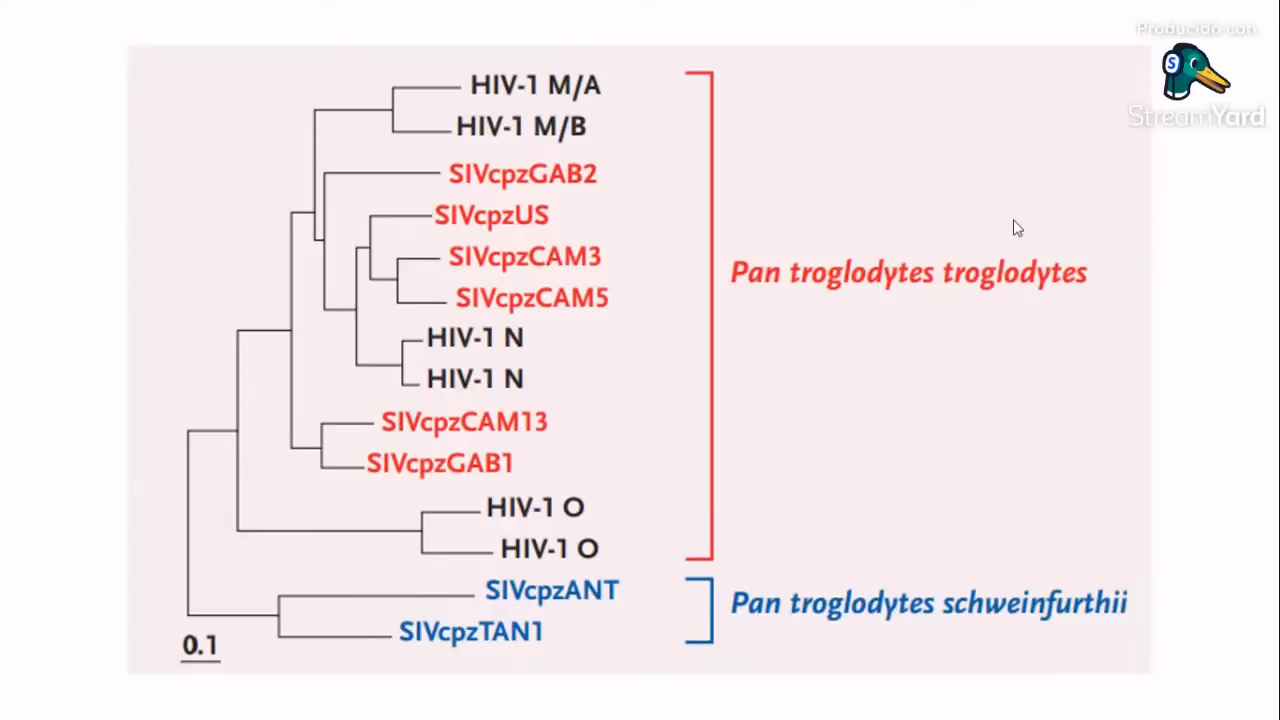 Producido con
S
StreamYard
HIV-1 M/A
HIV-1 M/B
SIVcpzGAB2
SIVcpzUS
SIVcpzCAM3
SIVcpzCAM5
HIV-1 N
HIV-1 N
SIVcpzCAM13
SIVcpzGAB1
HIV-1 O
HIV-1 O
SIVcpzANT
SIVcpzTAN1
Pan troglodytes troglodytes
Pan troglodytes schweinfurthii
0.1